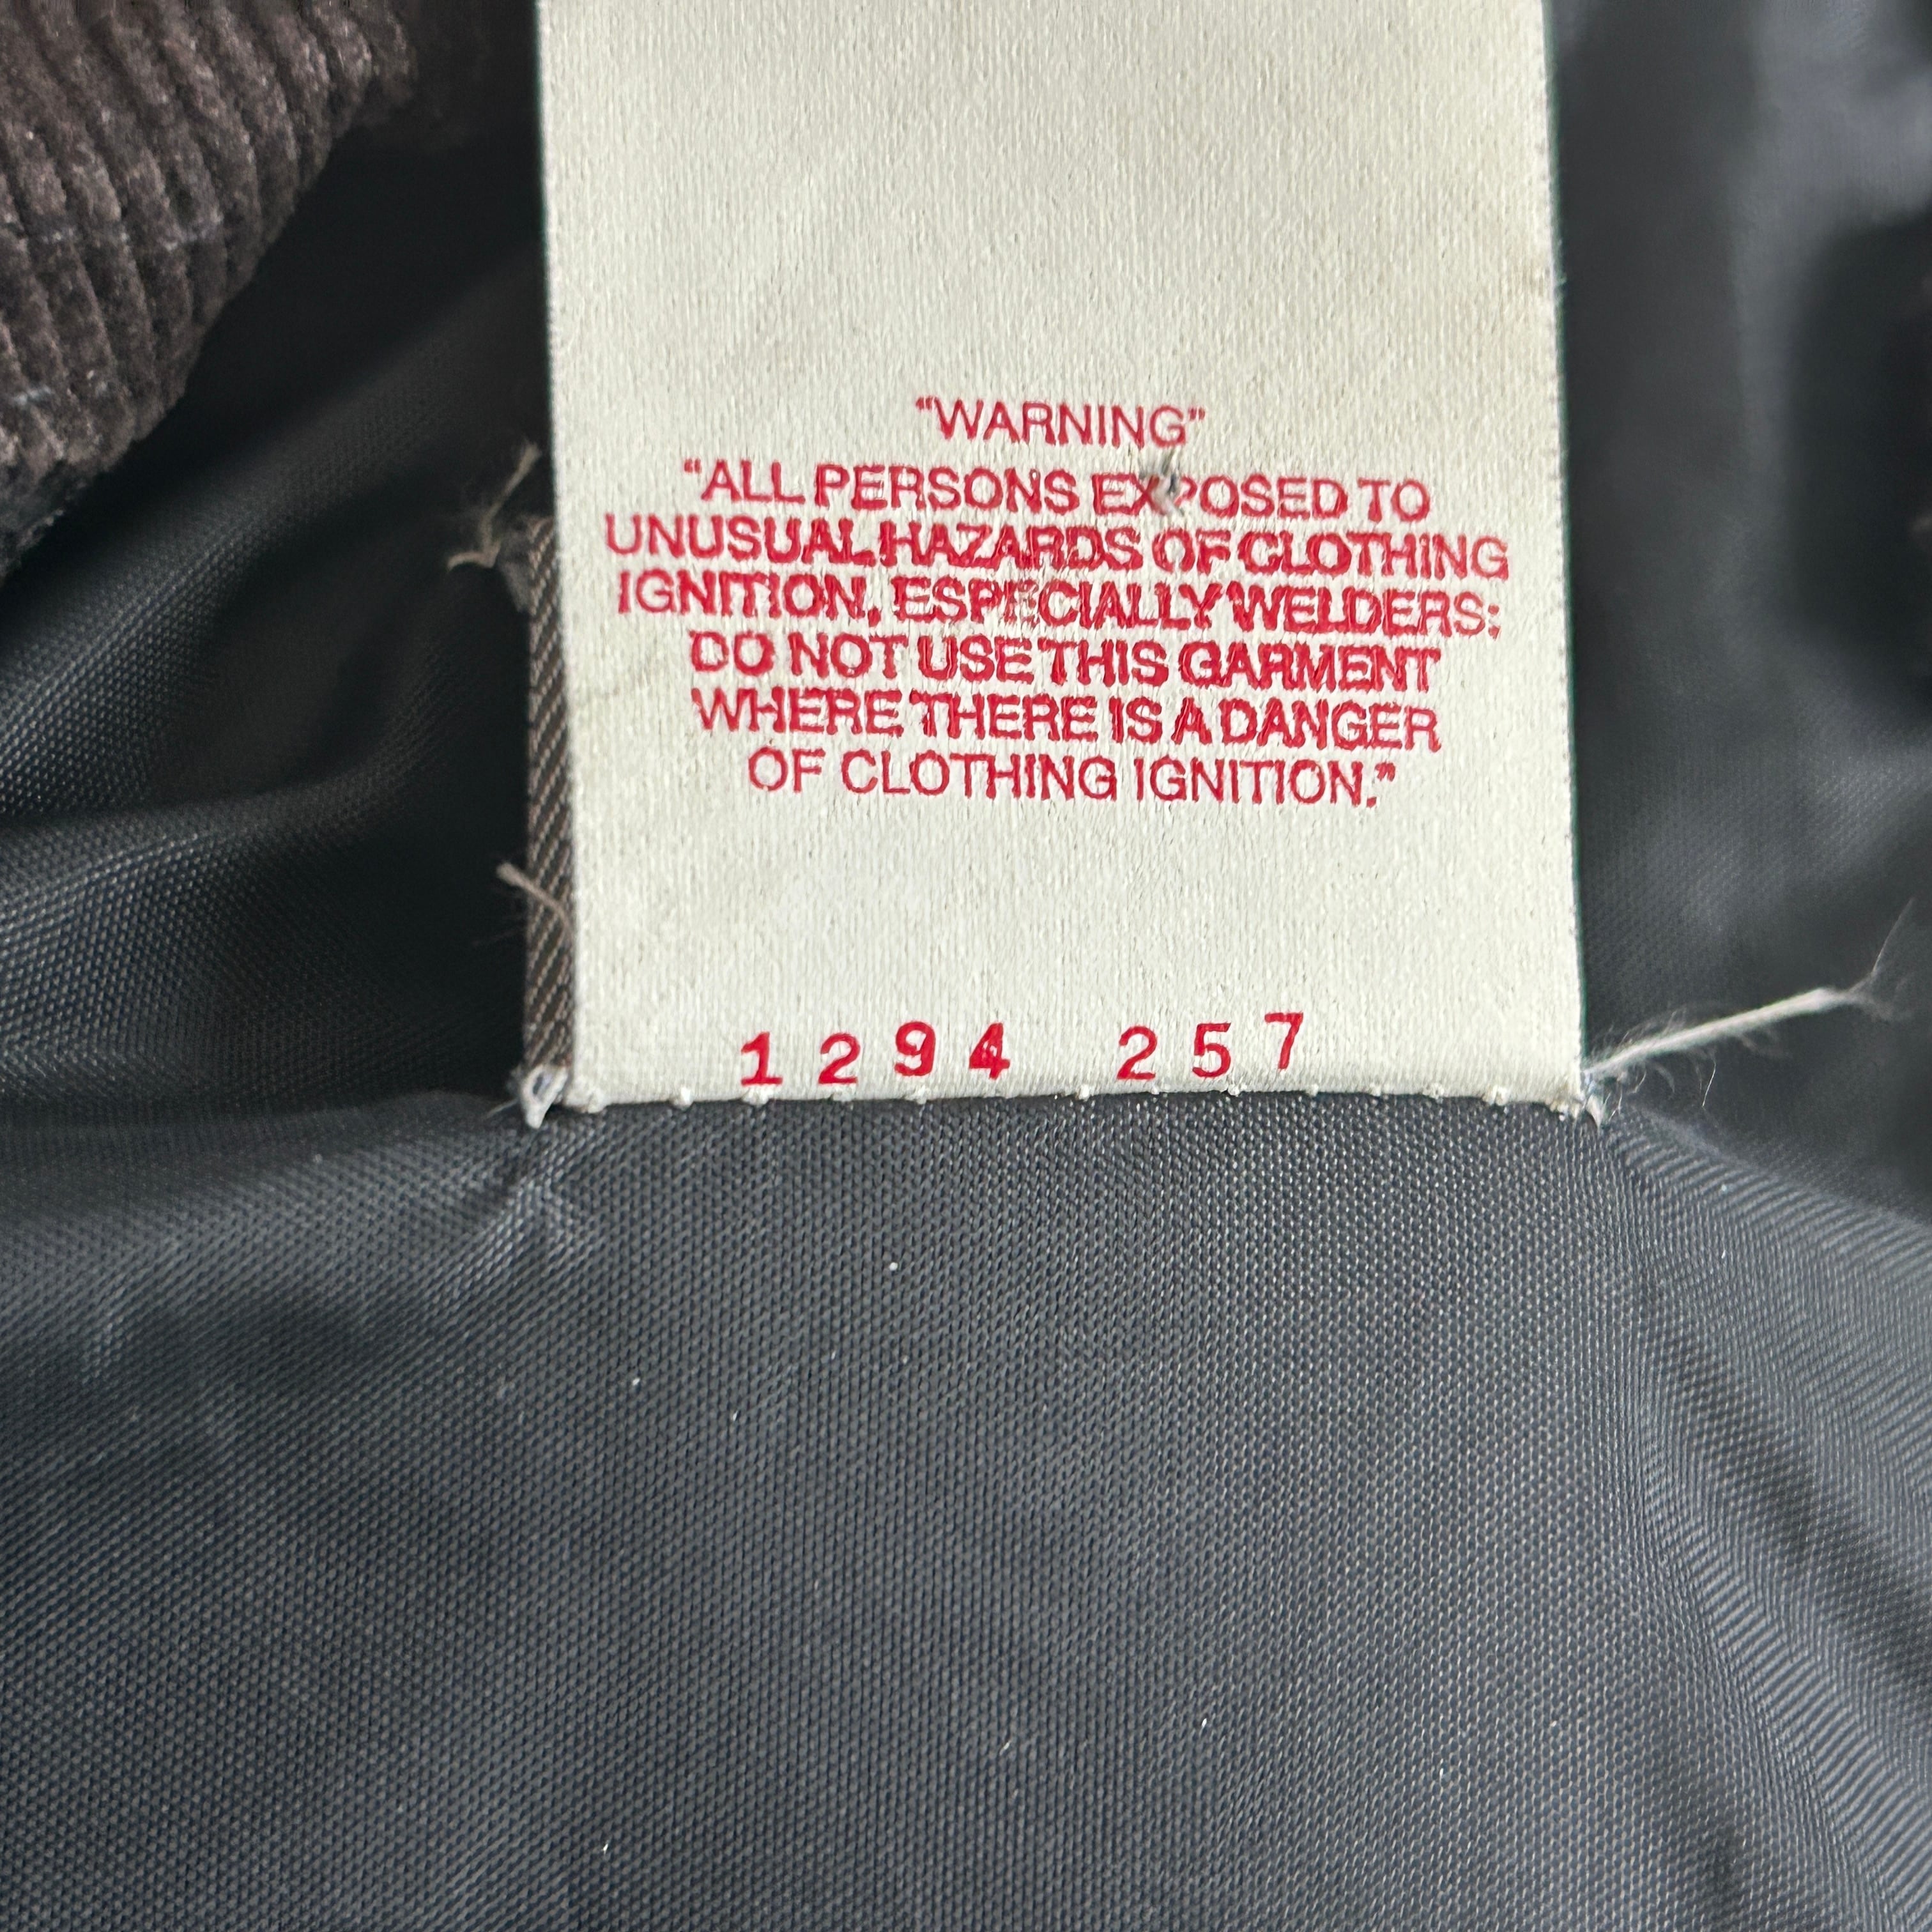 "WARNING"
"ALL PERSONS EXPOSED TO
UNUSUAL HAZARDS OF CLOTHING
IGNITION, ESPECIALLY WELDERS:
DO NOT USE THIS GARMENT
WHERE THERE IS A DANGER
OF CLOTHING IGNITION."
1294 257